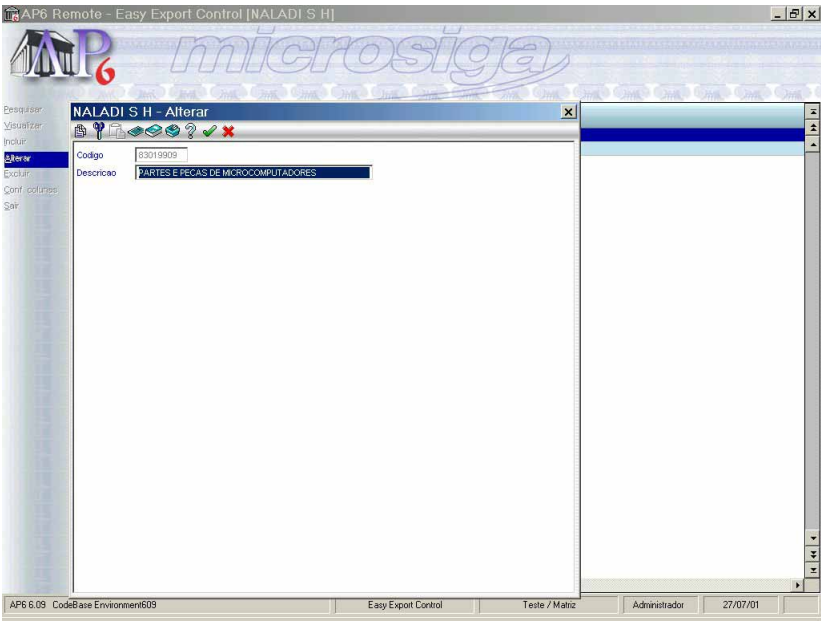 AP6 Remote - Easy Export Control [NALADI S H]
AP6
microsiga
Pesquisar
Visualizar
Incluir
Alterar
Excluir
Conf. colunas
Sair
NALADI S H - Alterar
Codigo 83019909
Descricao PARTES E PECAS DE MICROCOMPUTADORES
AP6 6.09 CodeBase Environment609 Easy Export Control Teste / Matriz Administrador 27/07/01